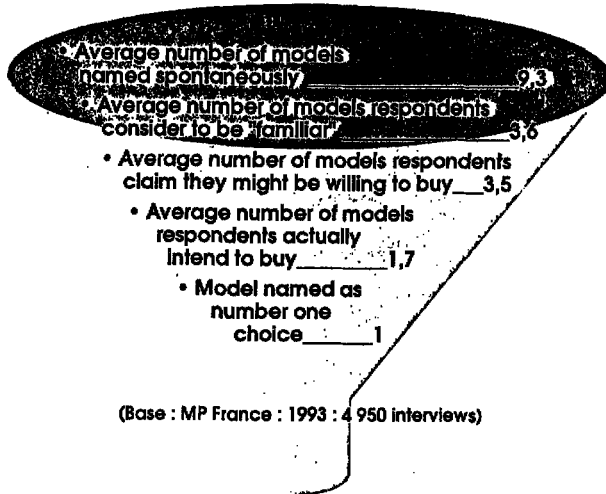 • Average number of models
named spontaneously_______________9,3
• Average number of models respondents
consider to be "familiar"____________3,6
• Average number of models respondents
claim they might be willing to buy___3,5
• Average number of models
respondents actually
intend to buy________1,7
• Model named as
number one
choice______1
(Base : MP France : 1993 : 4 950 interviews)